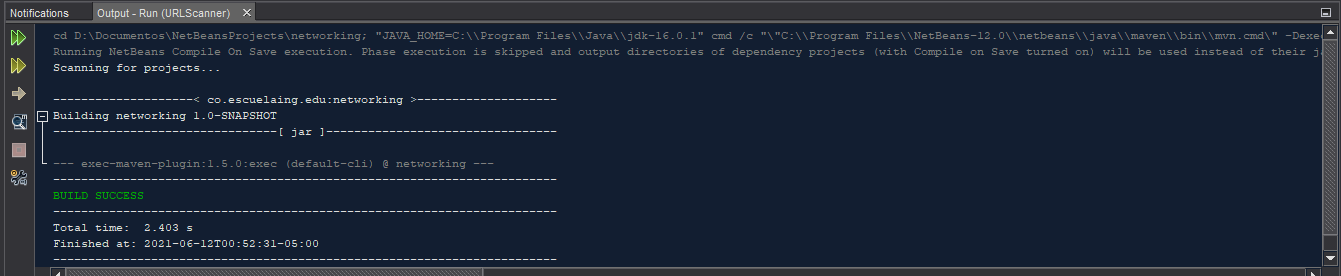 Notifications
Output - Run (URLScanner)
cd D:\Documentos\NetBeansProjects\networking; "JAVA_HOME=C:\\Program Files\\Java\\jdk-16.0.1" cmd /c "\"C:\\Program Files\\NetBeans-12.0\\netbeans\\java\\maven\\bin\\mvn.cmd\" -Dexec
Running NetBeans Compile On Save execution. Phase execution is skipped and output directories of dependency projects (with Compile on Save turned on) will be used instead of their ja
Scanning for projects...
--------------------< co.escuelaing.edu:networking >--------------------
Building networking 1.0-SNAPSHOT
--------------------------------[ jar ]---------------------------------
--- exec-maven-plugin:1.5.0:exec (default-cli) @ networking ---
------------------------------------------------------------------------
BUILD SUCCESS
------------------------------------------------------------------------
Total time:  2.403 s
Finished at: 2021-06-12T00:52:31-05:00
------------------------------------------------------------------------